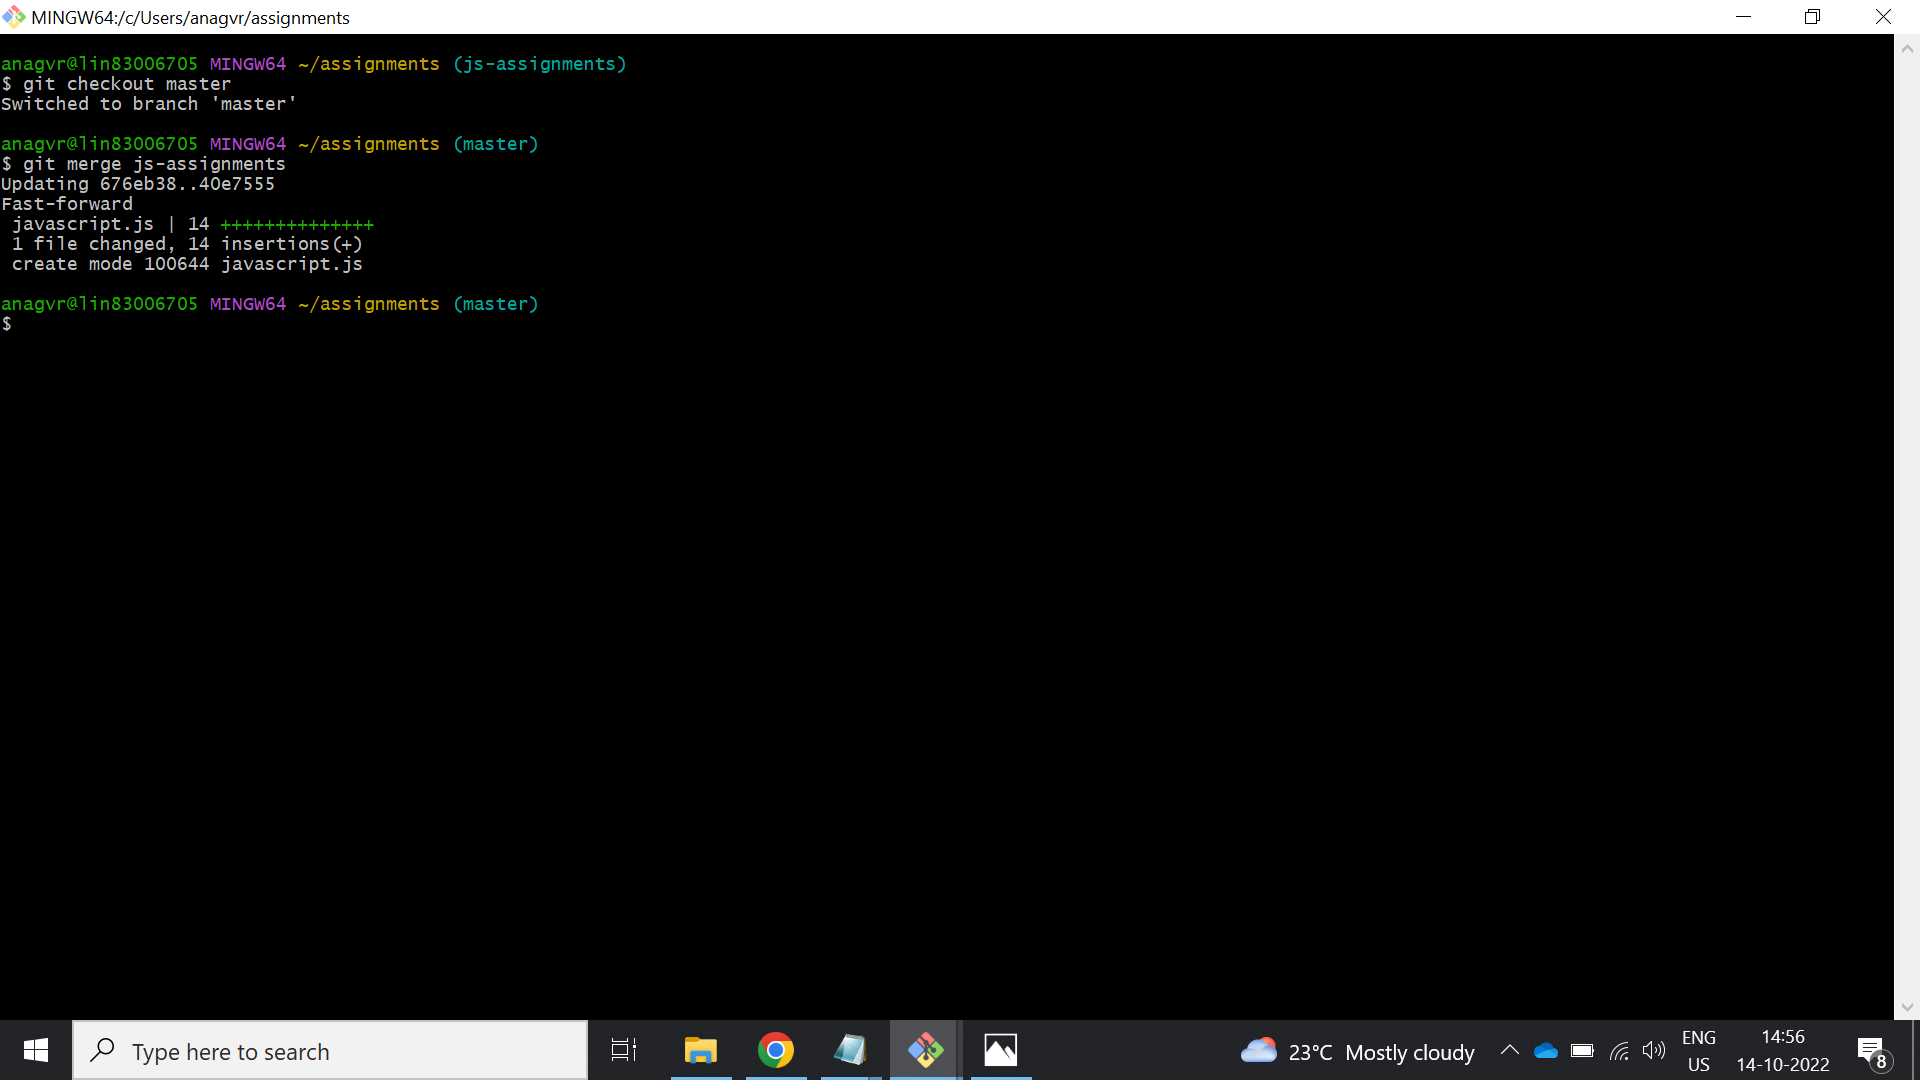 MINGW64:/c/Users/anagvr/assignments
anagvr@lin83006705 MINGW64 ~/assignments (js-assignments)
$ git checkout master
Switched to branch 'master'
anagvr@lin83006705 MINGW64 ~/assignments (master)
$ git merge js-assignments
Updating 676eb38..40e7555
Fast-forward
 javascript.js | 14 ++++++++++++++
 1 file changed, 14 insertions(+)
 create mode 100644 javascript.js
anagvr@lin83006705 MINGW64 ~/assignments (master)
$
Type here to search
23°C Mostly cloudy
ENG
US
14:56
14-10-2022
8